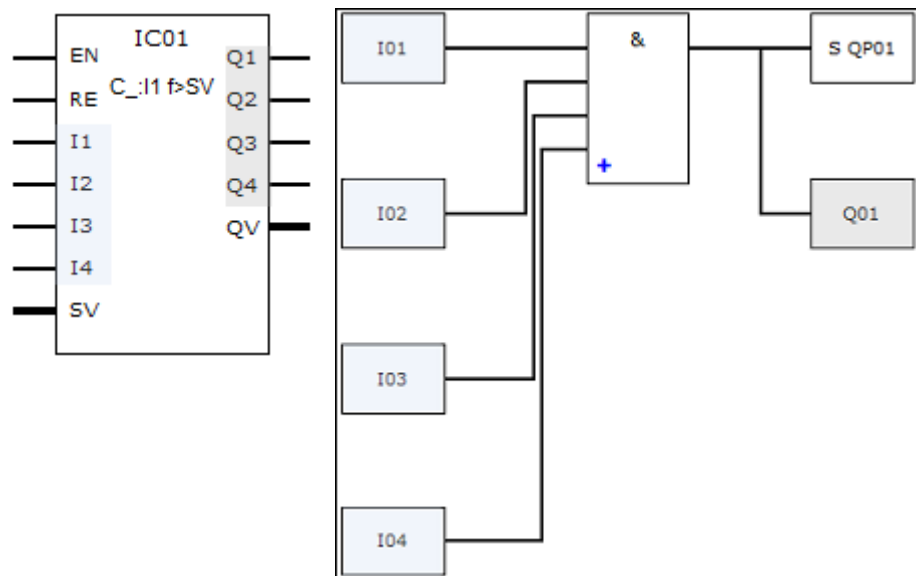 IC01
EN
Q1
C_:I1 f>SV
RE
Q2
I1
Q3
I2
Q4
I3
QV
I4
SV
I01
&
S QP01
+
I02
Q01
I03
I04